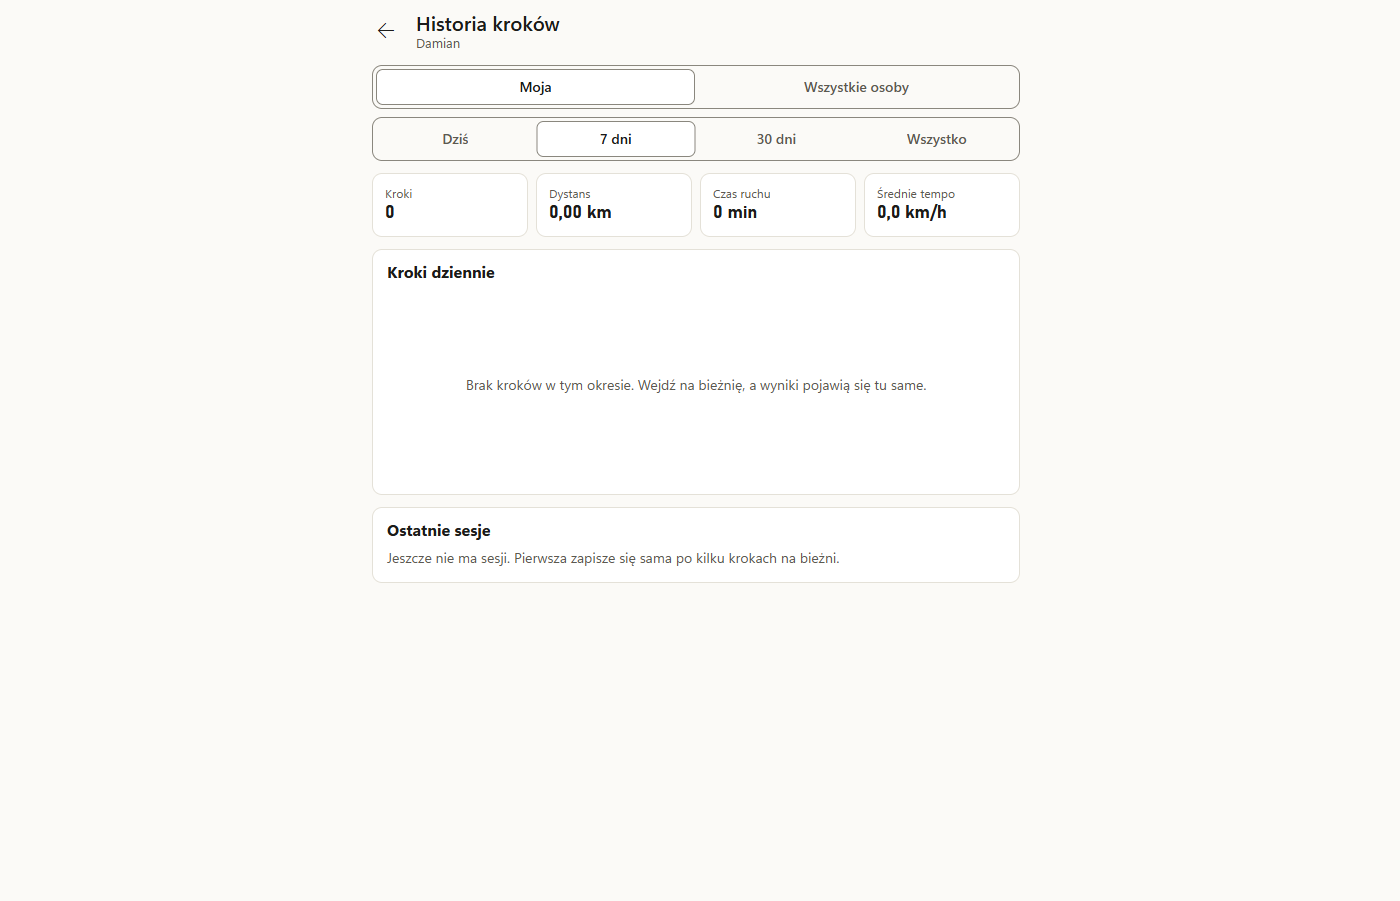 Historia kroków
Damian
Moja
Wszystkie osoby
Dziś
7 dni
30 dni
Wszystko
Kroki
0
Dystans
0,00 km
Czas ruchu
0 min
Średnie tempo
0,0 km/h
Kroki dziennie
Brak kroków w tym okresie. Wejdź na bieżnię, a wyniki pojawią się tu same.
Ostatnie sesje
Jeszcze nie ma sesji. Pierwsza zapisze się sama po kilku krokach na bieżni.